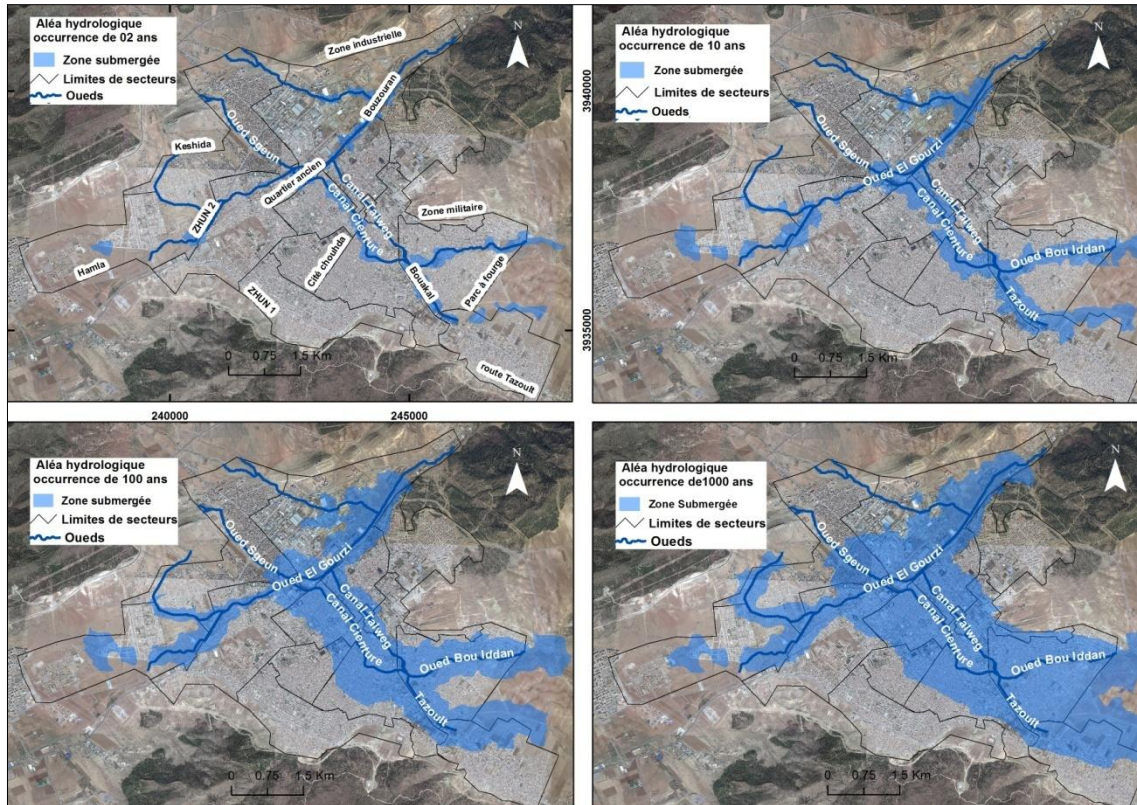 Aléa hydrologique
occurrence de 02 ans
Zone submergée
Limites de secteurs
Oueds
N
Zone industrielle
Bouzouran
Oued Sgeun
Keshida
Quartier ancien
Canal Talweg
Canal Cienture
ZHUN 2
Zone militaire
Hamla
Cité chouhda
Bouakal
Parc à fourge
ZHUN 1
route Tazoult
0 0.75 1.5 Km
240000
245000
3940000
3935000
Aléa hydrologique
occurrence de 10 ans
Zone submergée
Limites de secteurs
Oueds
N
Oued Sgeun
Oued El Gourzi
Canal Talweg
Canal Cienture
Oued Bou Iddan
Tazoult
0 0.75 1.5 Km
Aléa hydrologique
occurrence de 100 ans
Zone submergée
Limites de secteurs
Oueds
N
Oued Sgeun
Oued El Gourzi
Canal Talweg
Canal Cienture
Oued Bou Iddan
Tazoult
0 0.75 1.5 Km
Aléa hydrologique
occurrence de1000 ans
Zone Submergée
Limites de secteurs
Oueds
N
Oued Sgeun
Oued El Gourzi
Canal Talweg
Canal Cienture
Oued Bou Iddan
Tazoult
0 0.75 1.5 Km